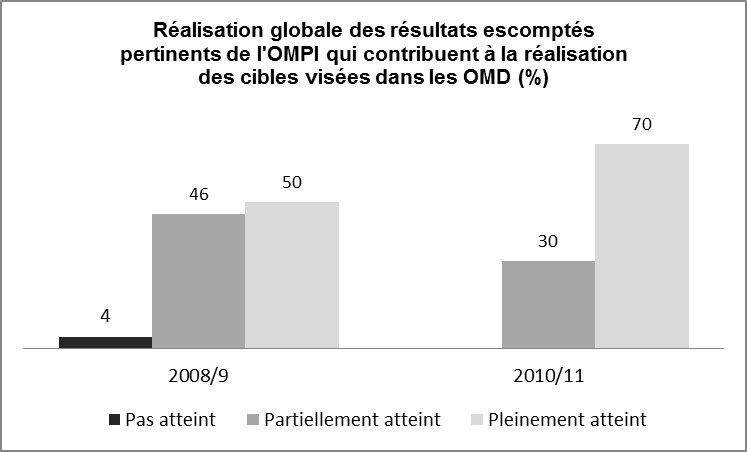 Réalisation globale des résultats escomptés
pertinents de l'OMPI qui contribuent à la réalisation
des cibles visées dans les OMD (%)
70
50
46
30
4
2008/9 2010/11
Pas atteint Partiellement atteint Pleinement atteint